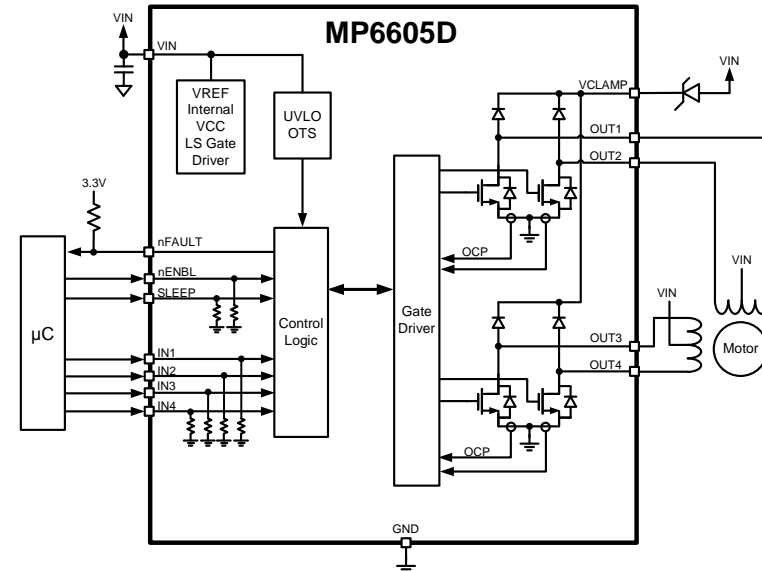 MP6605D
VIN
VIN
VREF
Internal
VCC
LS Gate
Driver
UVLO
OTS
VCLAMP
VIN
OUT1
OUT2
3.3V
nFAULT
nENBL
SLEEP
µC
IN1
IN2
IN3
IN4
Control
Logic
Gate
Driver
OCP
OUT3
OUT4
OCP
VIN
VIN
Motor
GND